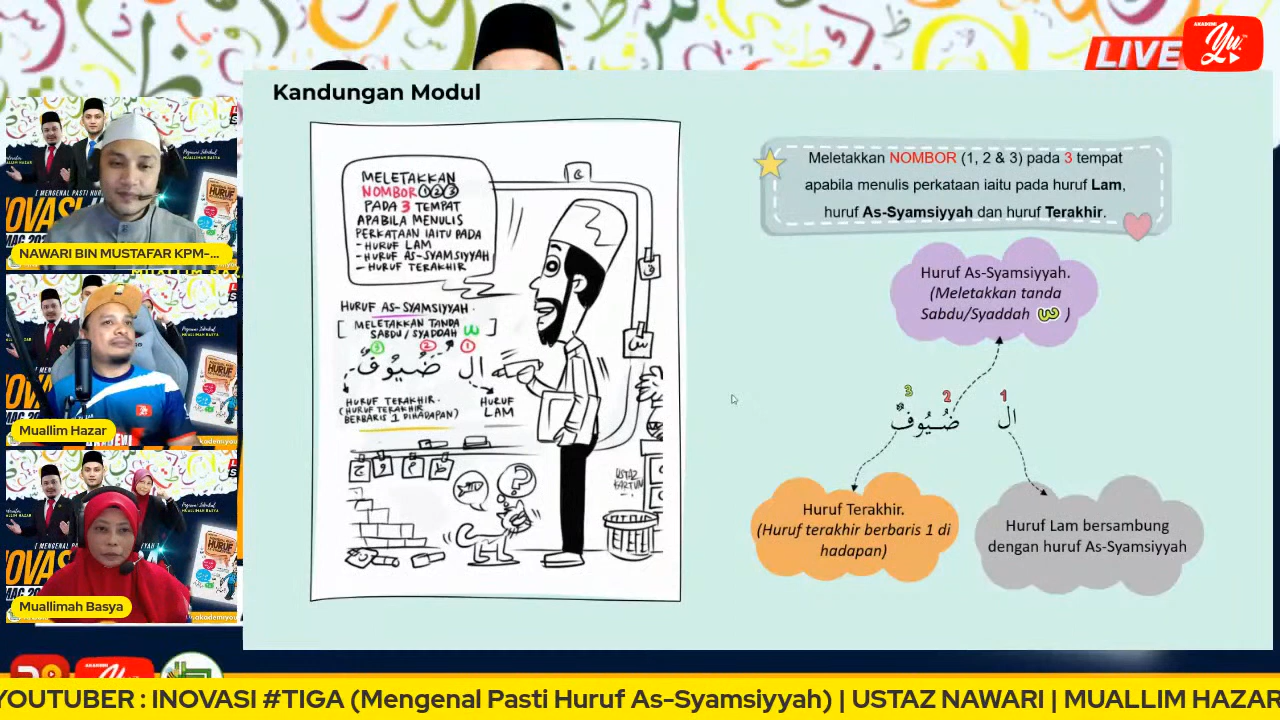 LIVE
AKADEMI
Yu.
Kandungan Modul
MELETAKKAN
NOMBOR 1 2 3
PADA 3 TEMPAT
APABILA MENULIS
PERKATAAN IAITU PADA
- HURUF LAM
- HURUF AS-SYAMSIYYAH
- HURUF TERAKHIR
HURUF AS-SYAMSIYYAH.
[ MELETAKKAN TANDA
SABDU/SYADDAH ]
3 2 1
ال ضُيُوفُ
HURUF TERAKHIR.
(HURUF TERAKHIR
BERBARIS 1 DIHADAPAN)
HURUF
LAM
س
USTAZ
KARTUN
?
Meletakkan NOMBOR (1, 2 & 3) pada 3 tempat
apabila menulis perkataan iaitu pada huruf Lam,
huruf As-Syamsiyyah dan huruf Terakhir.
Huruf As-Syamsiyyah.
(Meletakkan tanda
Sabdu/Syaddah )
3 2 1
ال ضُيُوفٌ
Huruf Terakhir.
(Huruf terakhir berbaris 1 di
hadapan)
Huruf Lam bersambung
dengan huruf As-Syamsiyyah
NAWARI BIN MUSTAFAR KPM-...
Muallim Hazar
Muallimah Basya
YOUTUBER : INOVASI #TIGA (Mengenal Pasti Huruf As-Syamsiyyah) | USTAZ NAWARI | MUALLIM HAZAR